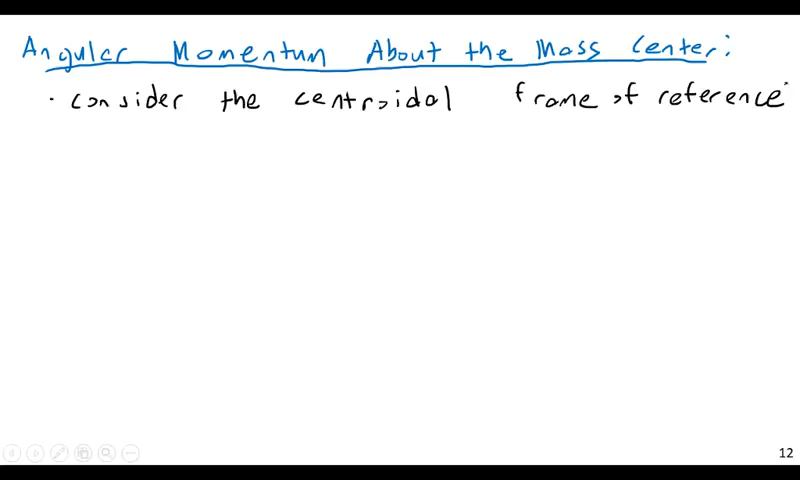 Angular Momentum About the Mass Center:
· consider the centroidal frame of reference
12